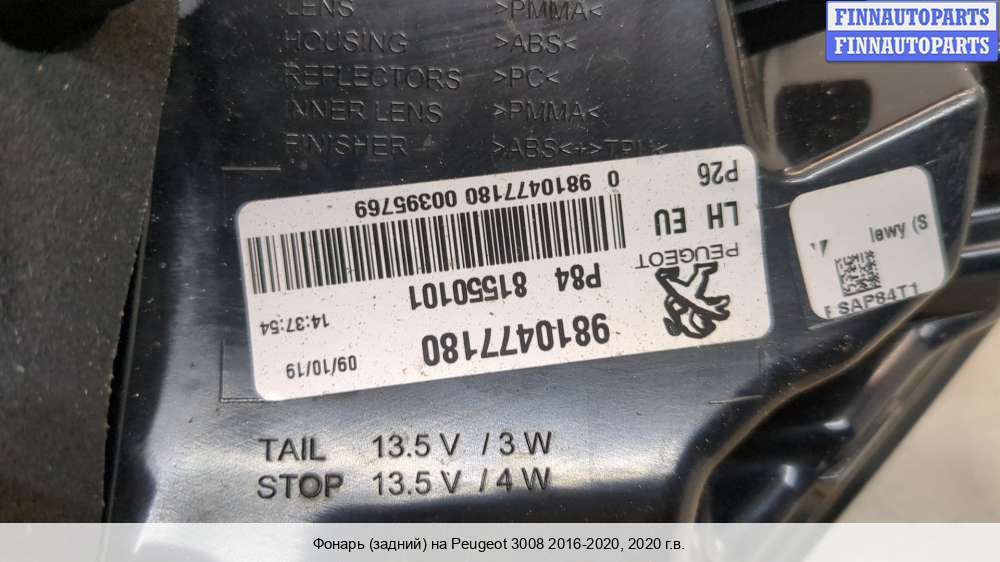 FINNAUTOPARTS
FINNAUTOPARTS
LENS >PMMA<
HOUSING >ABS<
REFLECTORS >PC<
INNER LENS >PMMA<
FINISHER >ABS<+>TPU<
9810477180
09/10/19
PEUGEOT
P84 81550101
14:37:54
LH EU
P26
0 9810477180 00395769
lewy (S
SAP84T1
TAIL 13.5 V / 3 W
STOP 13.5 V / 4 W
Фонарь (задний) на Peugeot 3008 2016-2020, 2020 г.в.